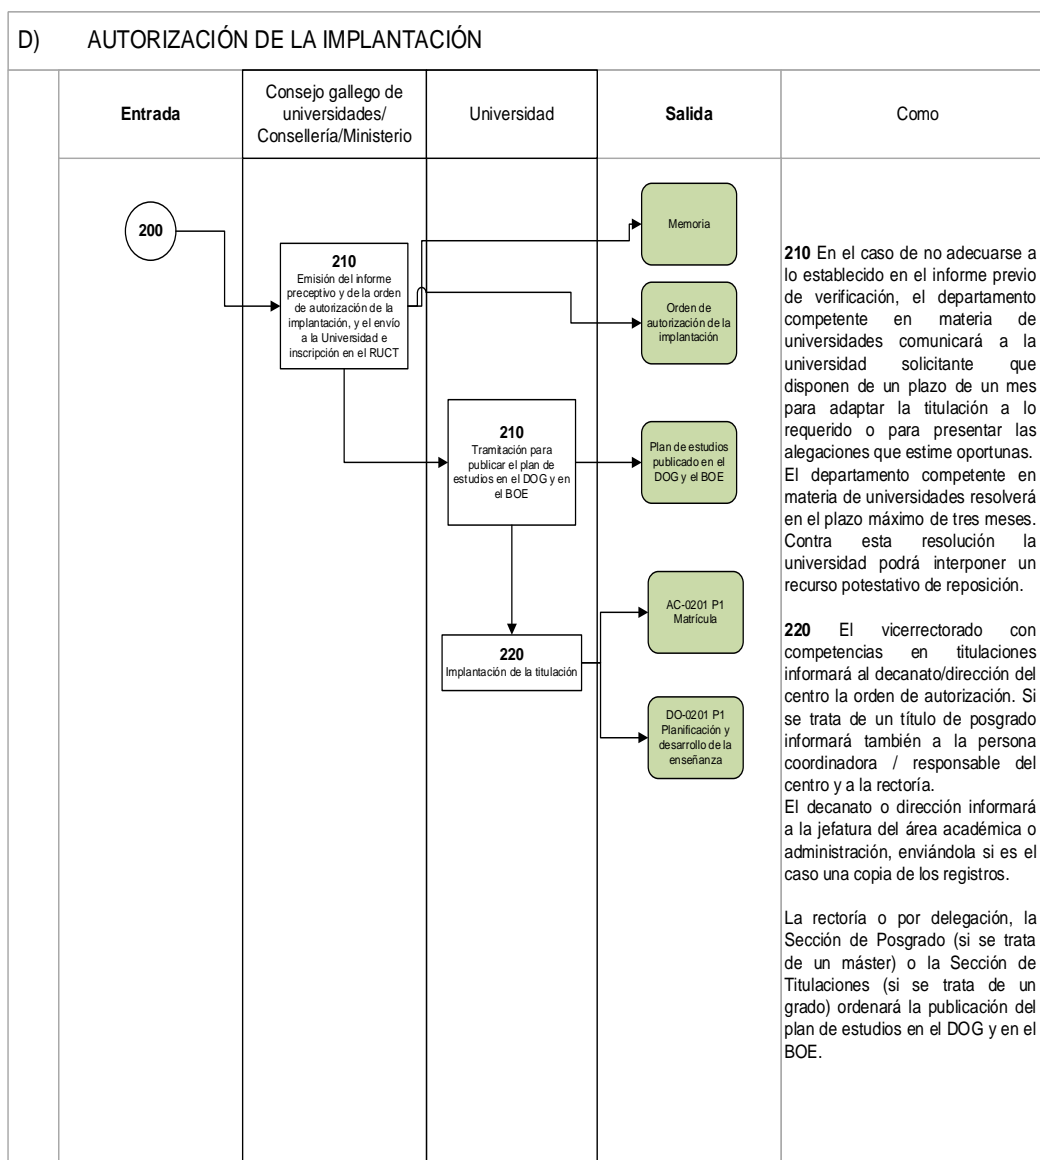 D) AUTORIZACIÓN DE LA IMPLANTACIÓN
Entrada
Consejo gallego de
universidades/
Consellería/Ministerio
Universidad
Salida
Como
200
210
Emisión del informe
preceptivo y de la orden
de autorización de la
implantación, y el envío
a la Universidad e
inscripción en el RUCT
Memoria
Orden de
autorización de la
implantación
210
Tramitación para
publicar el plan de
estudios en el DOG y en
el BOE
Plan de estudios
publicado en el
DOG y el BOE
220
Implantación de la titulación
AC-0201 P1
Matrícula
DO-0201 P1
Planificación y
desarrollo de la
enseñanza
210 En el caso de no adecuarse a
lo establecido en el informe previo
de verificación, el departamento
competente en materia de
universidades comunicará a la
universidad solicitante que
disponen de un plazo de un mes
para adaptar la titulación a lo
requerido o para presentar las
alegaciones que estime oportunas.
El departamento competente en
materia de universidades resolverá
en el plazo máximo de tres meses.
Contra esta resolución la
universidad podrá interponer un
recurso potestativo de reposición.
220 El vicerrectorado con
competencias en titulaciones
informará al decanato/dirección del
centro la orden de autorización. Si
se trata de un título de posgrado
informará también a la persona
coordinadora / responsable del
centro y a la rectoría.
El decanato o dirección informará
a la jefatura del área académica o
administración, enviándola si es el
caso una copia de los registros.
La rectoría o por delegación, la
Sección de Posgrado (si se trata
de un máster) o la Sección de
Titulaciones (si se trata de un
grado) ordenará la publicación del
plan de estudios en el DOG y en el
BOE.